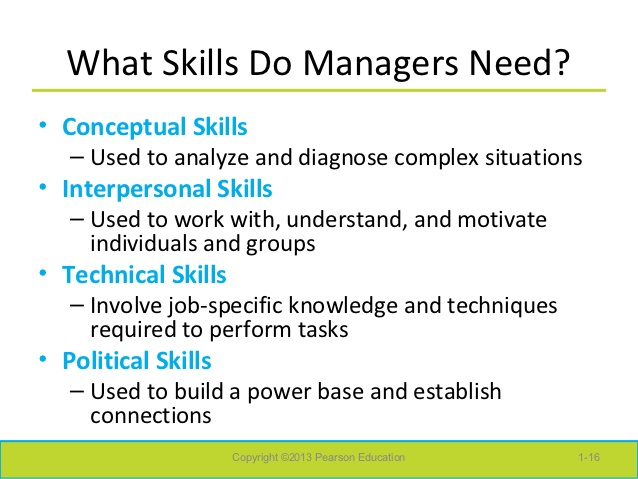 What Skills Do Managers Need?
• Conceptual Skills
– Used to analyze and diagnose complex situations
• Interpersonal Skills
– Used to work with, understand, and motivate
individuals and groups
• Technical Skills
– Involve job-specific knowledge and techniques
required to perform tasks
• Political Skills
– Used to build a power base and establish
connections
Copyright ©2013 Pearson Education 1-16